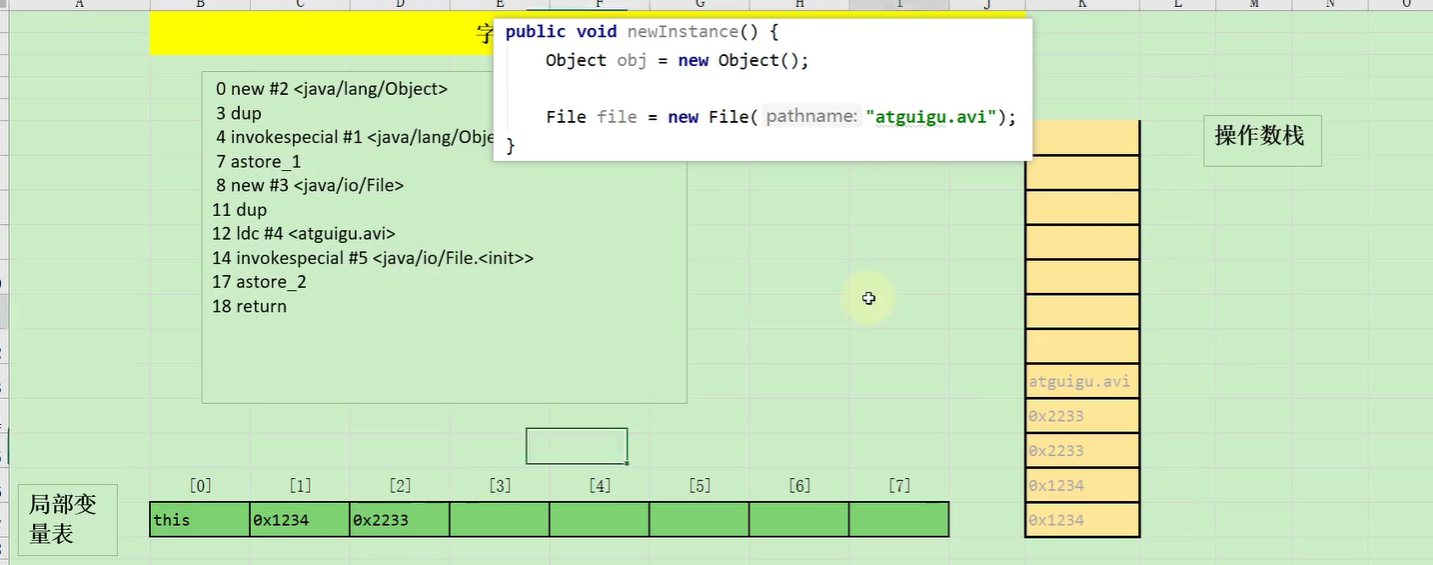 A B C D E F G H I J K L M N O
字
public void newInstance() {
Object obj = new Object();
File file = new File( pathname: "atguigu.avi");
}
0 new #2 <java/lang/Object>
3 dup
4 invokespecial #1 <java/lang/Obje
7 astore_1
8 new #3 <java/io/File>
11 dup
12 ldc #4 <atguigu.avi>
14 invokespecial #5 <java/io/File.<init>>
17 astore_2
18 return
操作数栈
atguigu.avi
0x2233
0x2233
0x1234
0x1234
[0] [1] [2] [3] [4] [5] [6] [7]
局部变
量表
this 0x1234 0x2233